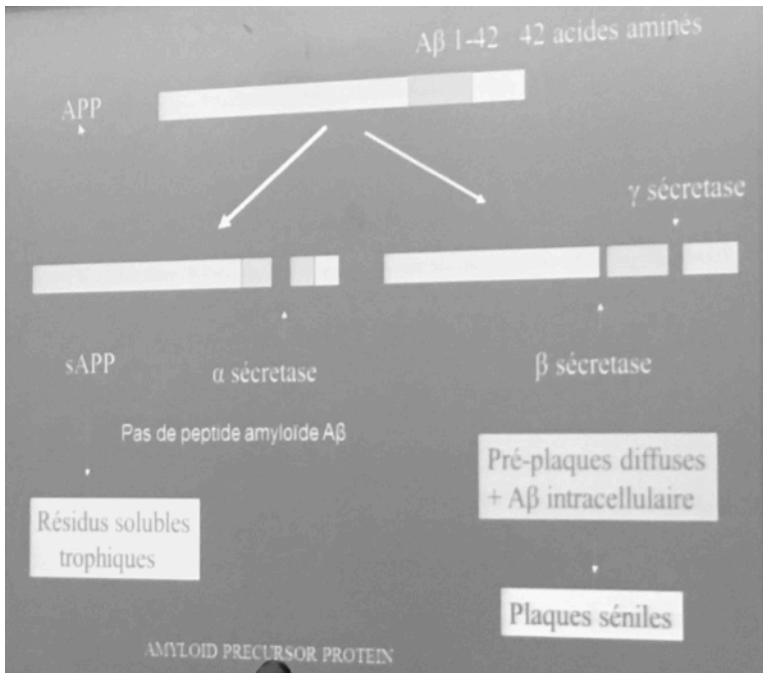 Aβ 1-42 42 acides aminés
APP
γ sécretase
sAPP
α sécretase
β sécretase
Pas de peptide amyloïde Aβ
Pré-plaques diffuses
+ Aβ intracellulaire
Résidus solubles
trophiques
Plaques séniles
AMYLOID PRECURSOR PROTEIN